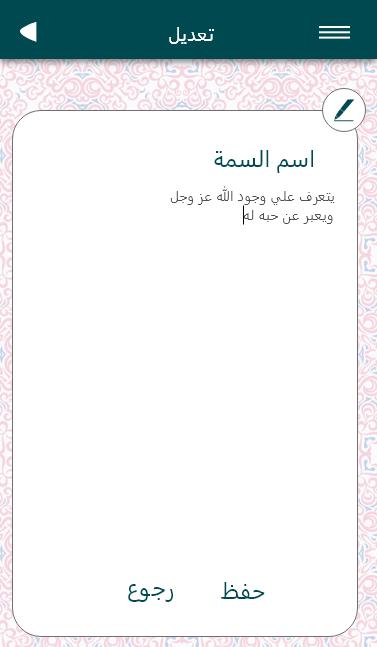 تعديل
اسم السمة
يتعرف علي وجود الله عز وجل
ويعبر عن حبه له
حفظ
رجوع